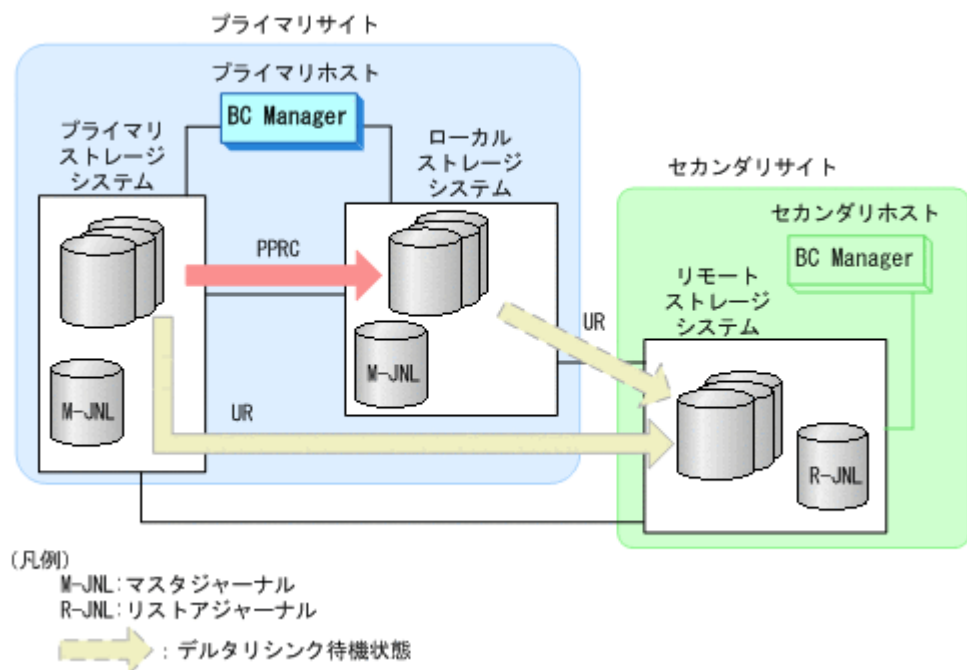 プライマリサイト
プライマリホスト
BC Manager
プライマリ
ストレージ
システム
ローカル
ストレージ
システム
セカンダリサイト
セカンダリホスト
BC Manager
リモート
ストレージ
システム
PPRC
UR
M-JNL
M-JNL
UR
R-JNL
(凡例)
M-JNL:マスタジャーナル
R-JNL:リストアジャーナル
:デルタリシンク待機状態